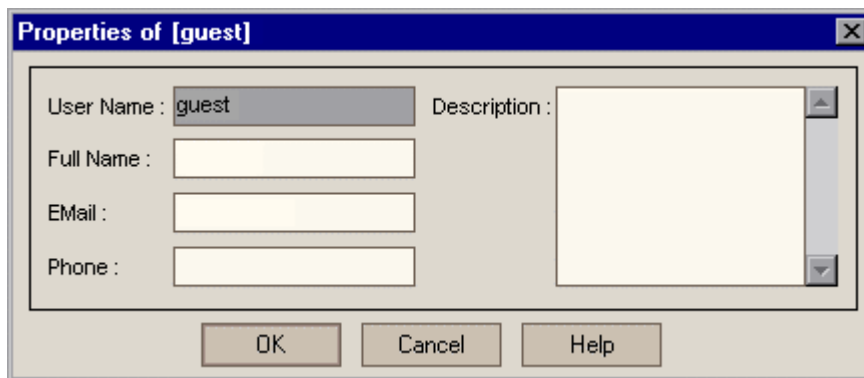 Properties of [guest]
User Name : guest
Description :
Full Name :
EMail :
Phone :
OK
Cancel
Help